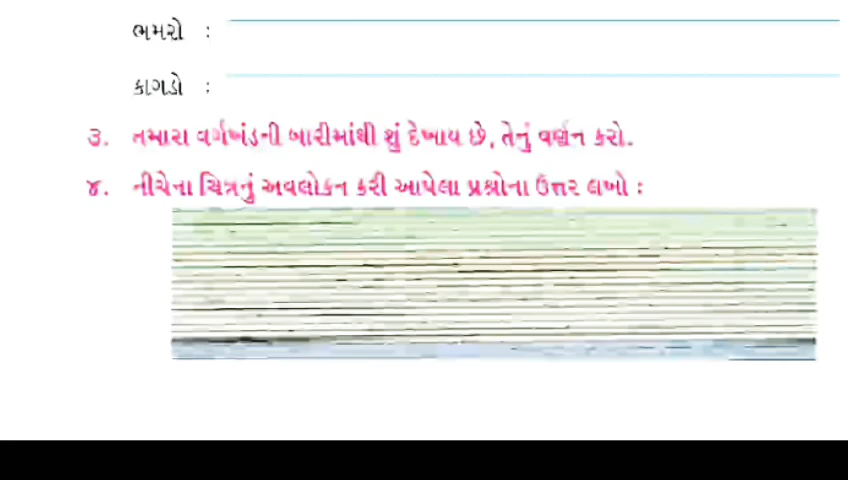 ભમરો :
કાગડો :
૩. તમારા વર્ગખંડની બારીમાંથી શું દેખાય છે, તેનું વર્ણન કરો.
૪. નીચેના ચિત્રનું અવલોકન કરી આપેલા પ્રશ્નોના ઉત્તર લખો :